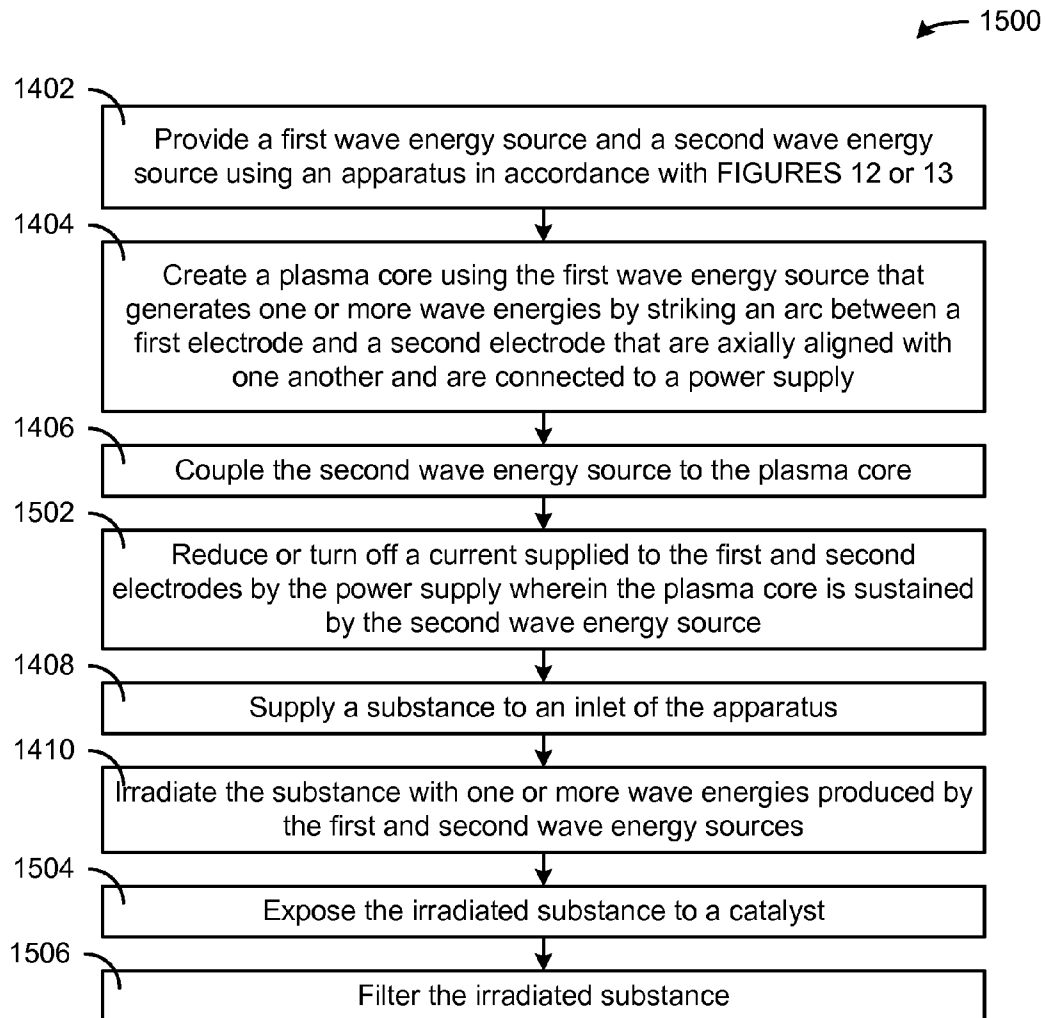 1500
1402
Provide a first wave energy source and a second wave energy
source using an apparatus in accordance with FIGURES 12 or 13
1404
Create a plasma core using the first wave energy source that
generates one or more wave energies by striking an arc between a
first electrode and a second electrode that are axially aligned with
one another and are connected to a power supply
1406
Couple the second wave energy source to the plasma core
1502
Reduce or turn off a current supplied to the first and second
electrodes by the power supply wherein the plasma core is sustained
by the second wave energy source
1408
Supply a substance to an inlet of the apparatus
1410
Irradiate the substance with one or more wave energies produced by
the first and second wave energy sources
1504
Expose the irradiated substance to a catalyst
1506
Filter the irradiated substance